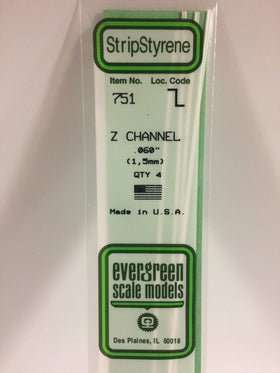 StripStyrene
Item No. Loc. Code
751
Z CHANNEL
.060"
(1,5mm)
QTY 4
Made in U.S.A.
evergreen
scale models
Des Plaines, IL 60018